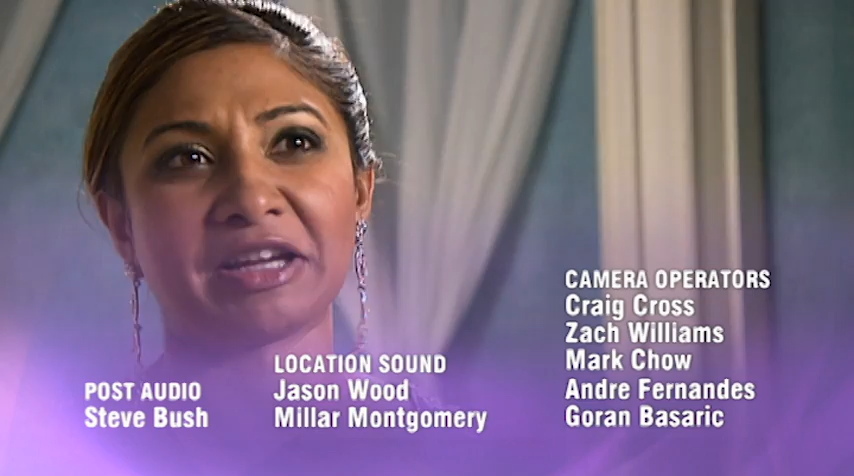 POST AUDIO
Steve Bush
LOCATION SOUND
Jason Wood
Millar Montgomery
CAMERA OPERATORS
Craig Cross
Zach Williams
Mark Chow
Andre Fernandes
Goran Basaric